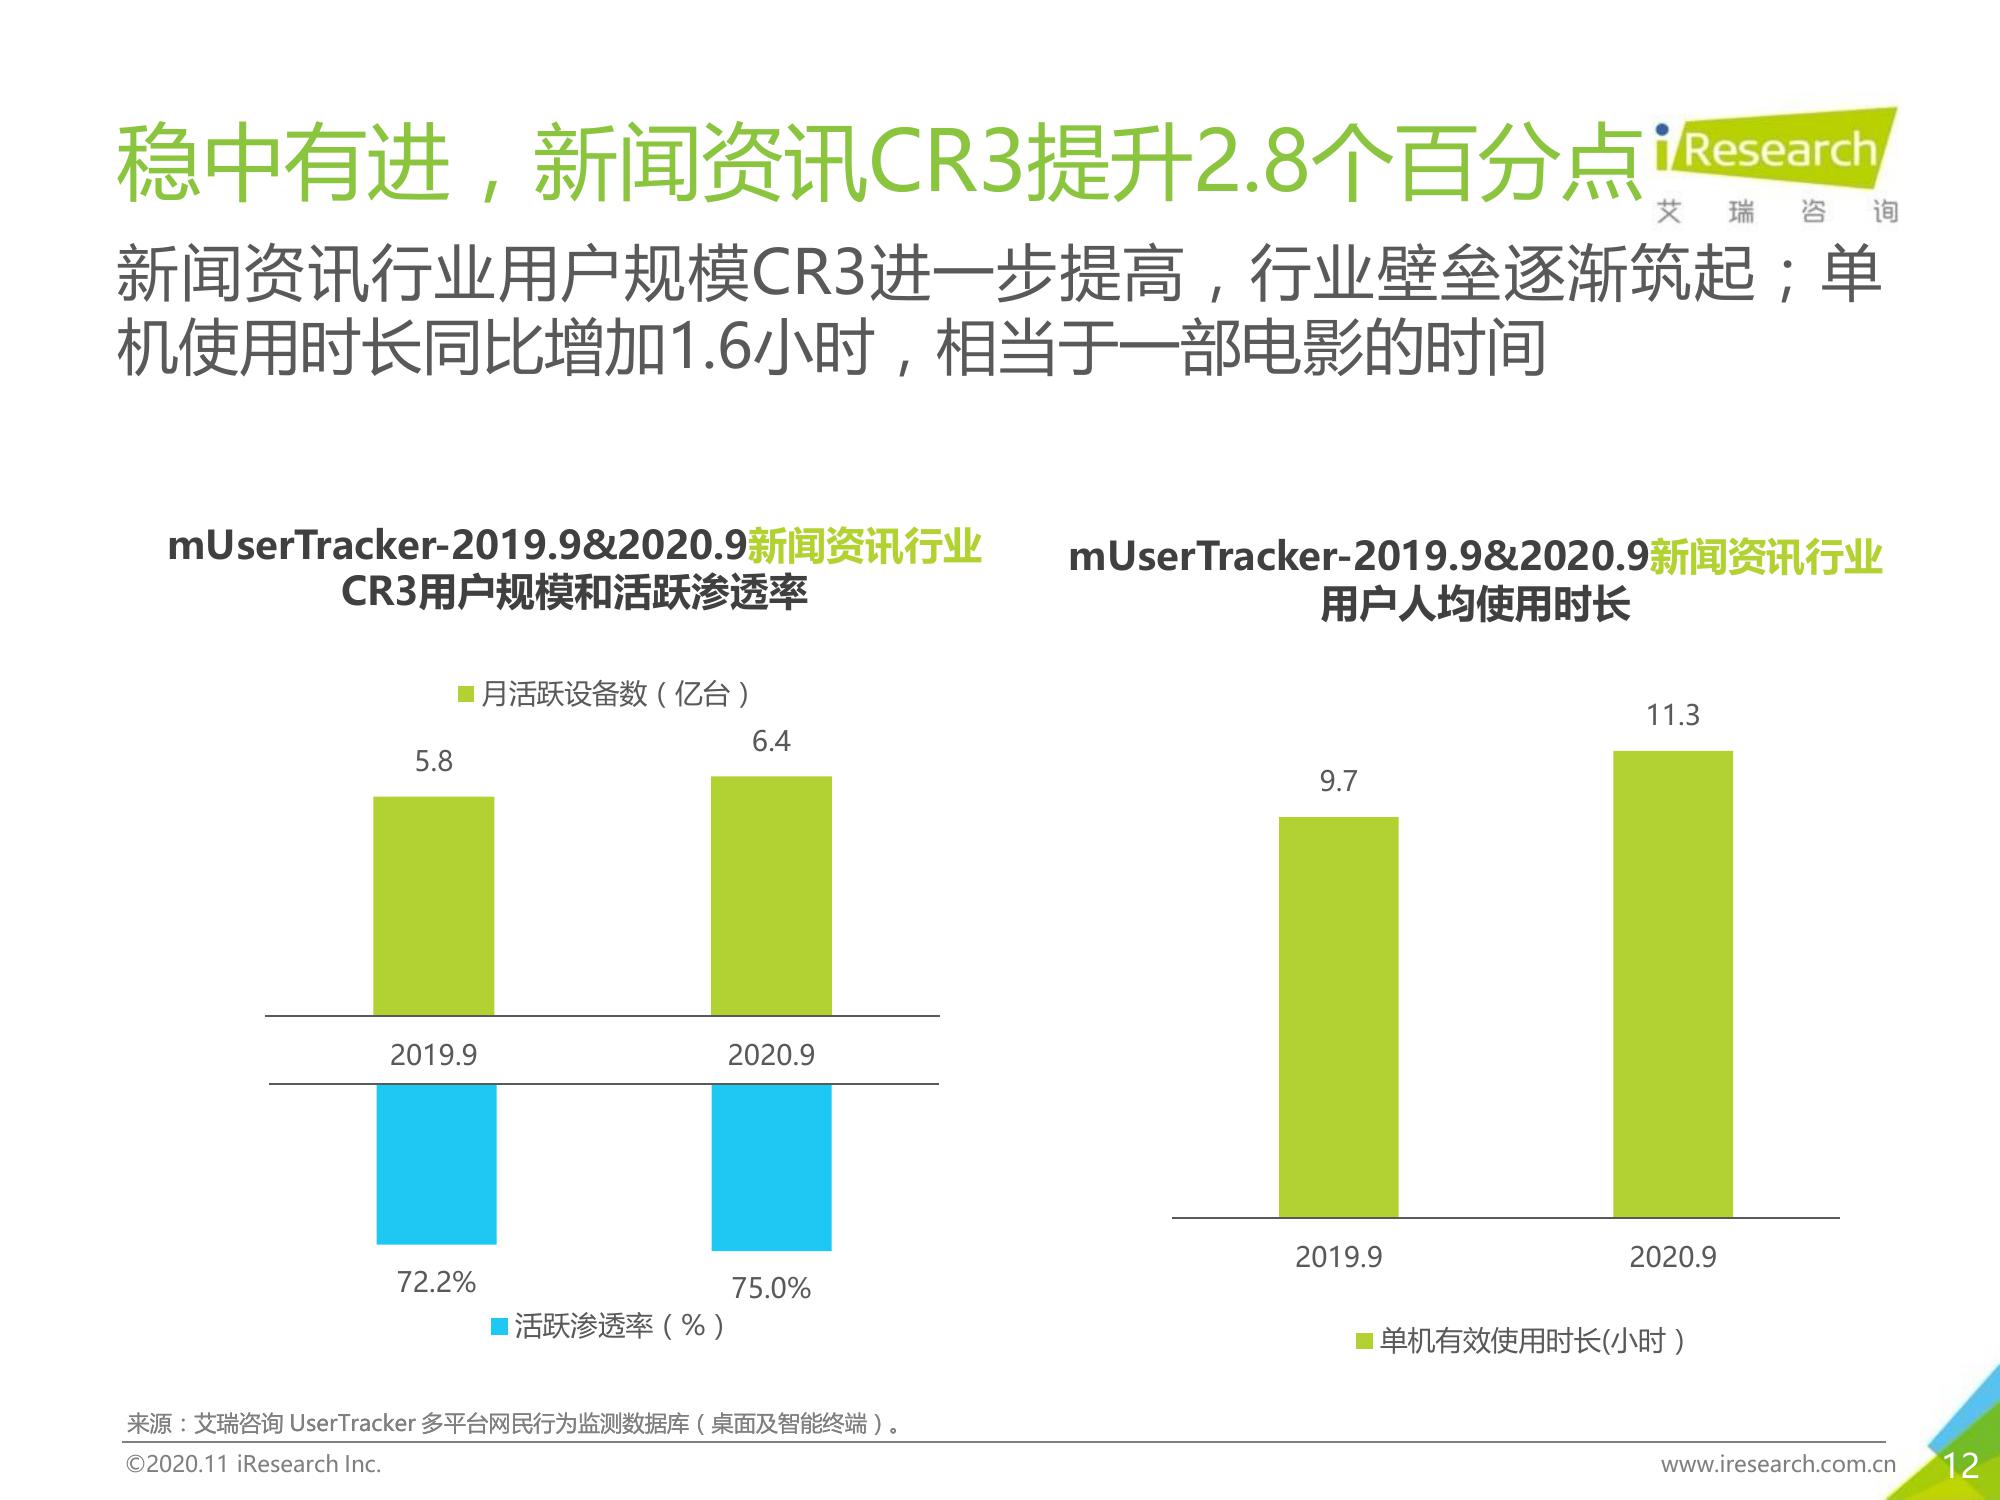 稳中有进，新闻资讯CR3提升2.8个百分点
iResearch
艾瑞咨询
新闻资讯行业用户规模CR3进一步提高，行业壁垒逐渐筑起；单
机使用时长同比增加1.6小时，相当于一部电影的时间
mUserTracker-2019.9&2020.9新闻资讯行业
CR3用户规模和活跃渗透率
月活跃设备数（亿台）
5.8
6.4
2019.9
2020.9
72.2%
75.0%
活跃渗透率（%）
mUserTracker-2019.9&2020.9新闻资讯行业
用户人均使用时长
9.7
11.3
2019.9
2020.9
单机有效使用时长(小时）
来源：艾瑞咨询 UserTracker 多平台网民行为监测数据库（桌面及智能终端）。
©2020.11 iResearch Inc.
www.iresearch.com.cn
12